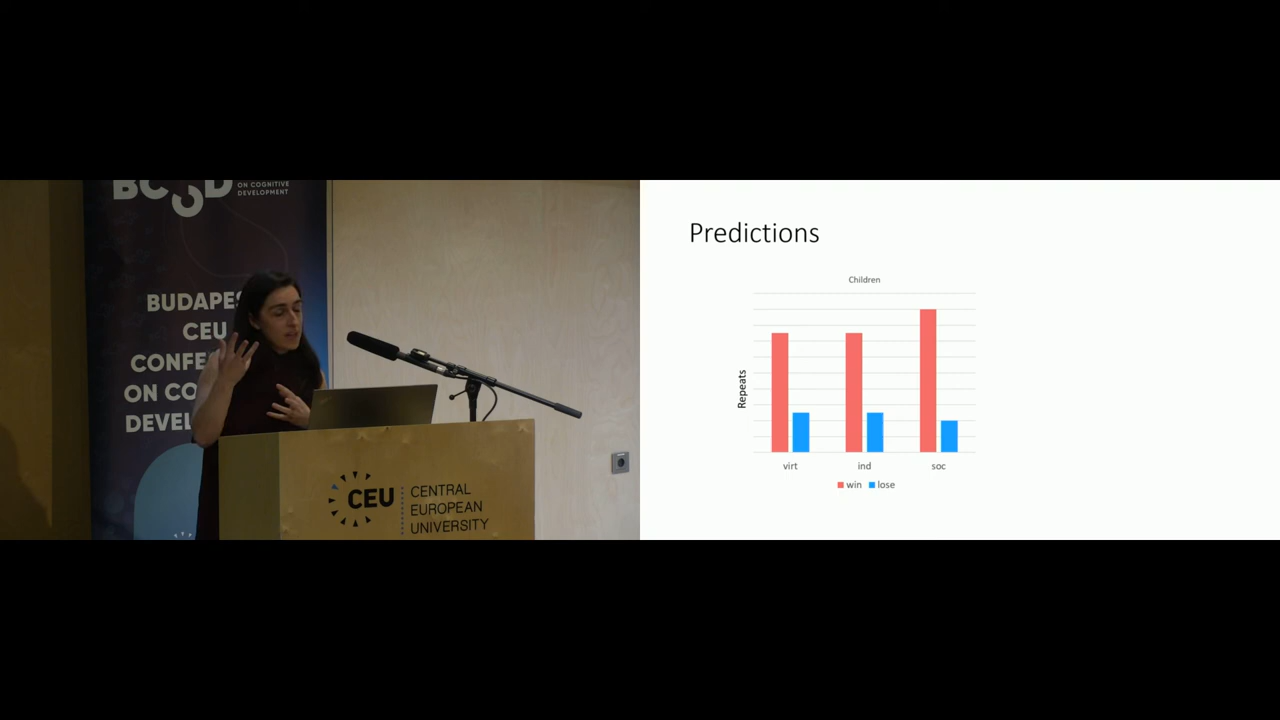 ON COGNITIVE
DEVELOPMENT
BUDAPES
CEU
CONFE
ON CO
DEVEL
CEU
CENTRAL
EUROPEAN
UNIVERSITY
Predictions
Children
Repeats
virt
ind
soc
win
lose